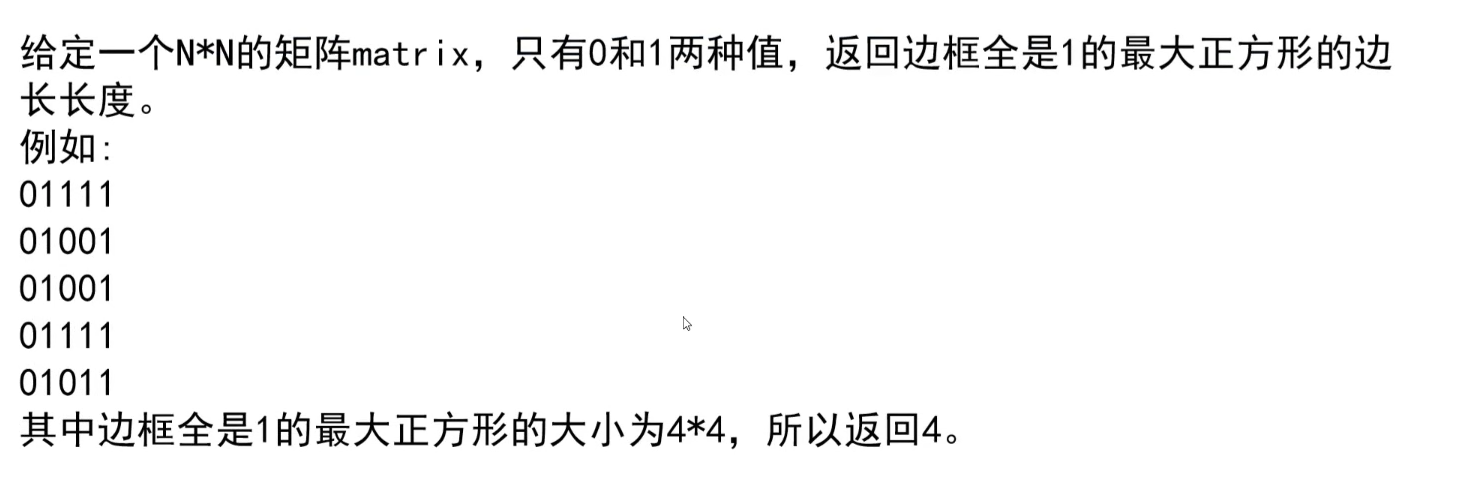 给定一个N*N的矩阵matrix，只有0和1两种值，返回边框全是1的最大正方形的边
长长度。
例如:
01111
01001
01001
01111
01011
其中边框全是1的最大正方形的大小为4*4，所以返回4。